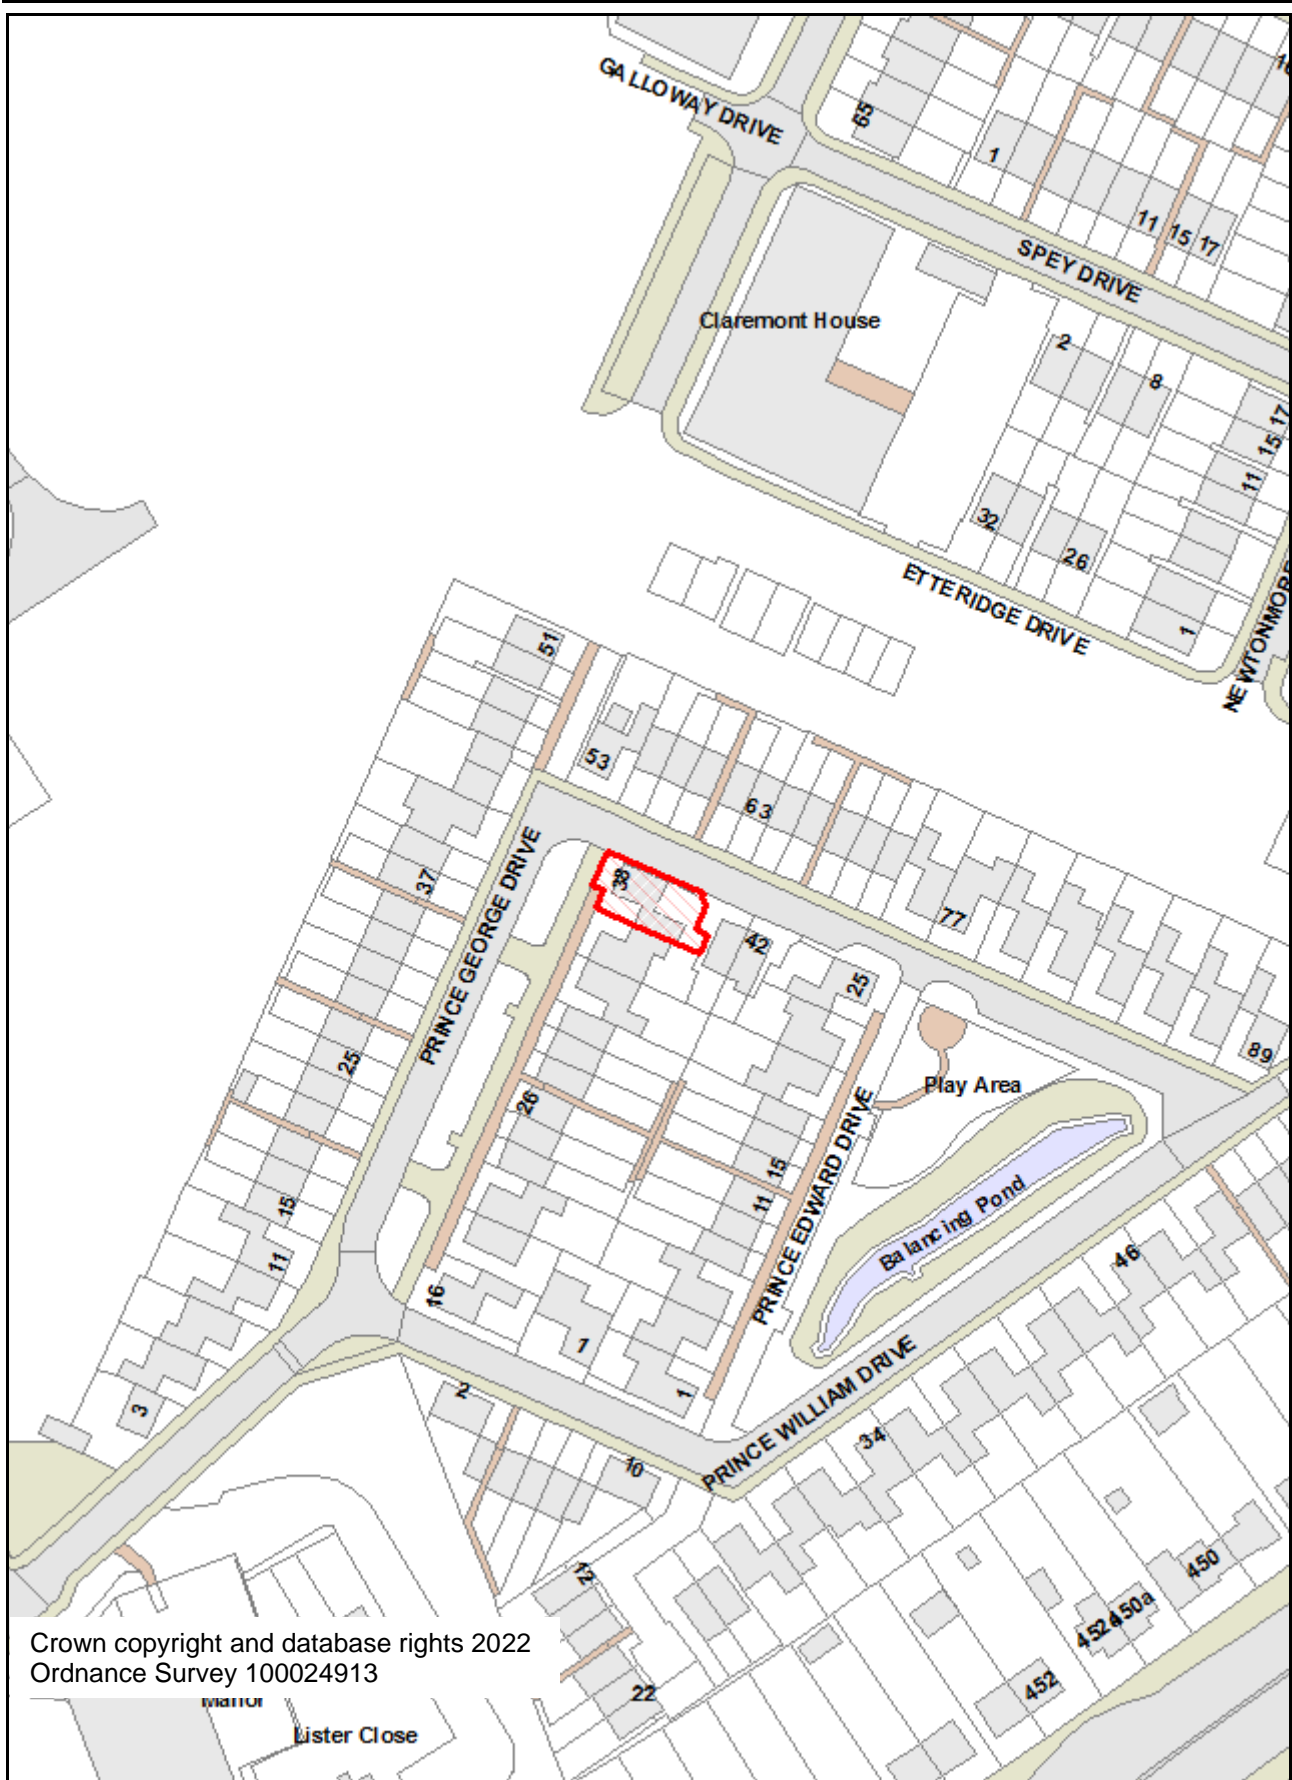 GALLOWAY DRIVE
65
1
11
15
17
SPEY DRIVE
Claremont House
2
8
17
15
11
32
26
ETTERIDGE DRIVE
1
NEWTONMORE
51
53
63
37
38
PRINCE GEORGE DRIVE
77
42
25
89
25
26
Play Area
15
PRINCE EDWARD DRIVE
15
11
11
Balancing Pond
46
16
7
1
2
3
PRINCE WILLIAM DRIVE
34
10
12
450
450a
452a
452
22
Crown copyright and database rights 2022
Ordnance Survey 100024913
Manor
Lister Close